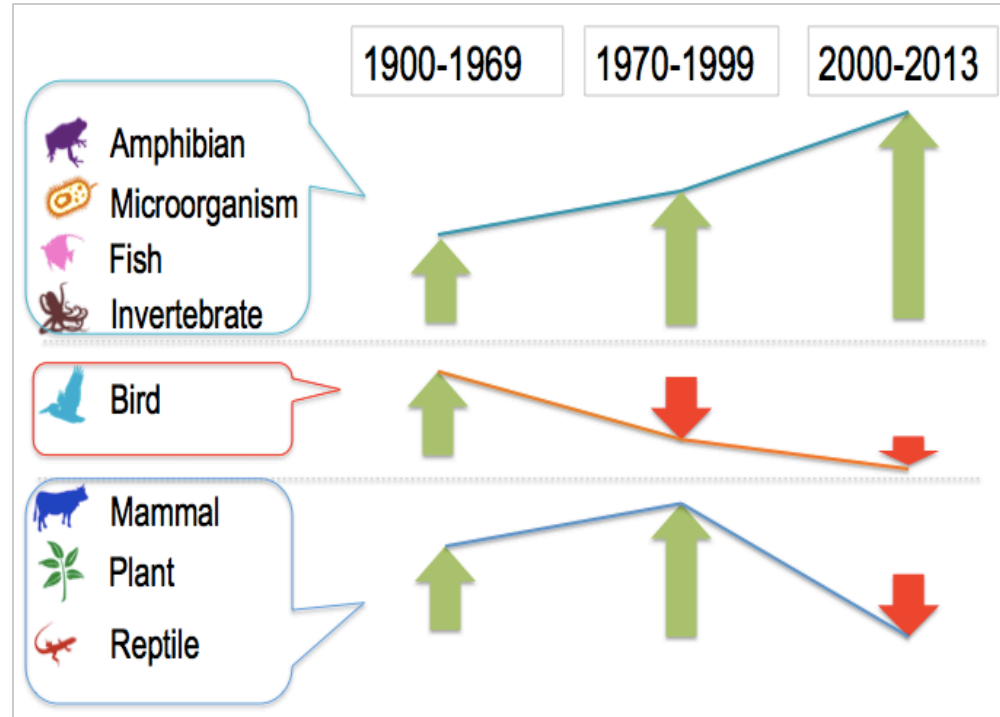 1900-1969
1970-1999
2000-2013
Amphibian
Microorganism
Fish
Invertebrate
Bird
Mammal
Plant
Reptile